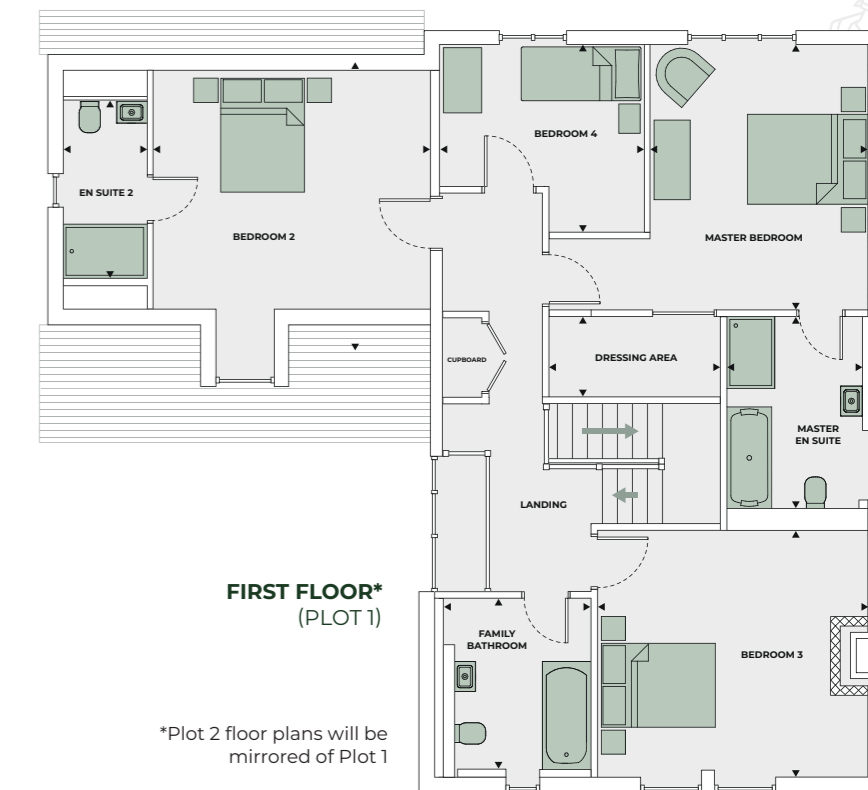 BEDROOM 4
EN SUITE 2
BEDROOM 2
MASTER BEDROOM
CUPBOARD
DRESSING AREA
MASTER
EN SUITE
LANDING
FIRST FLOOR*
(PLOT 1)
FAMILY
BATHROOM
BEDROOM 3
*Plot 2 floor plans will be
mirrored of Plot 1